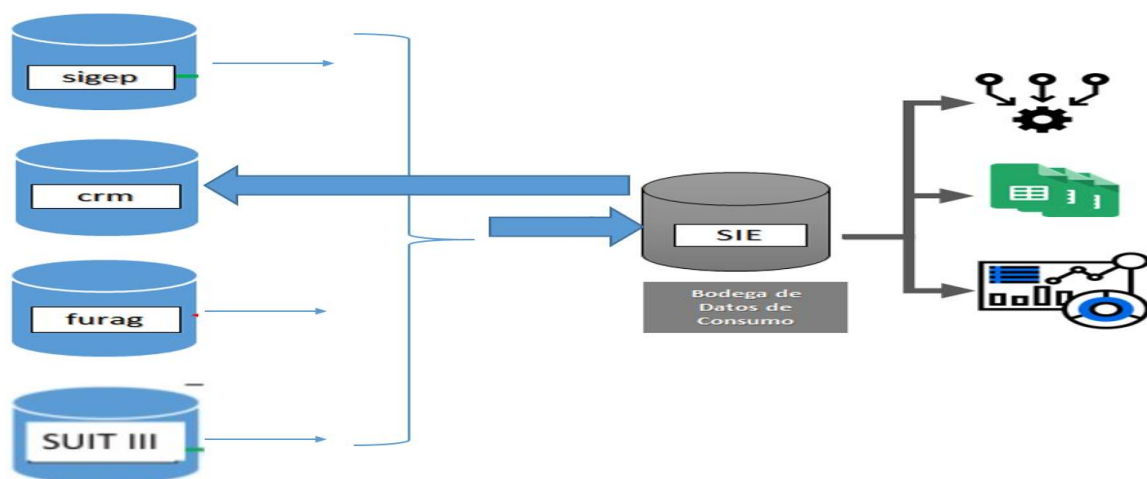 sigep
crm
furag
SUIT III
SIE
Bodega de
Datos de
Consumo